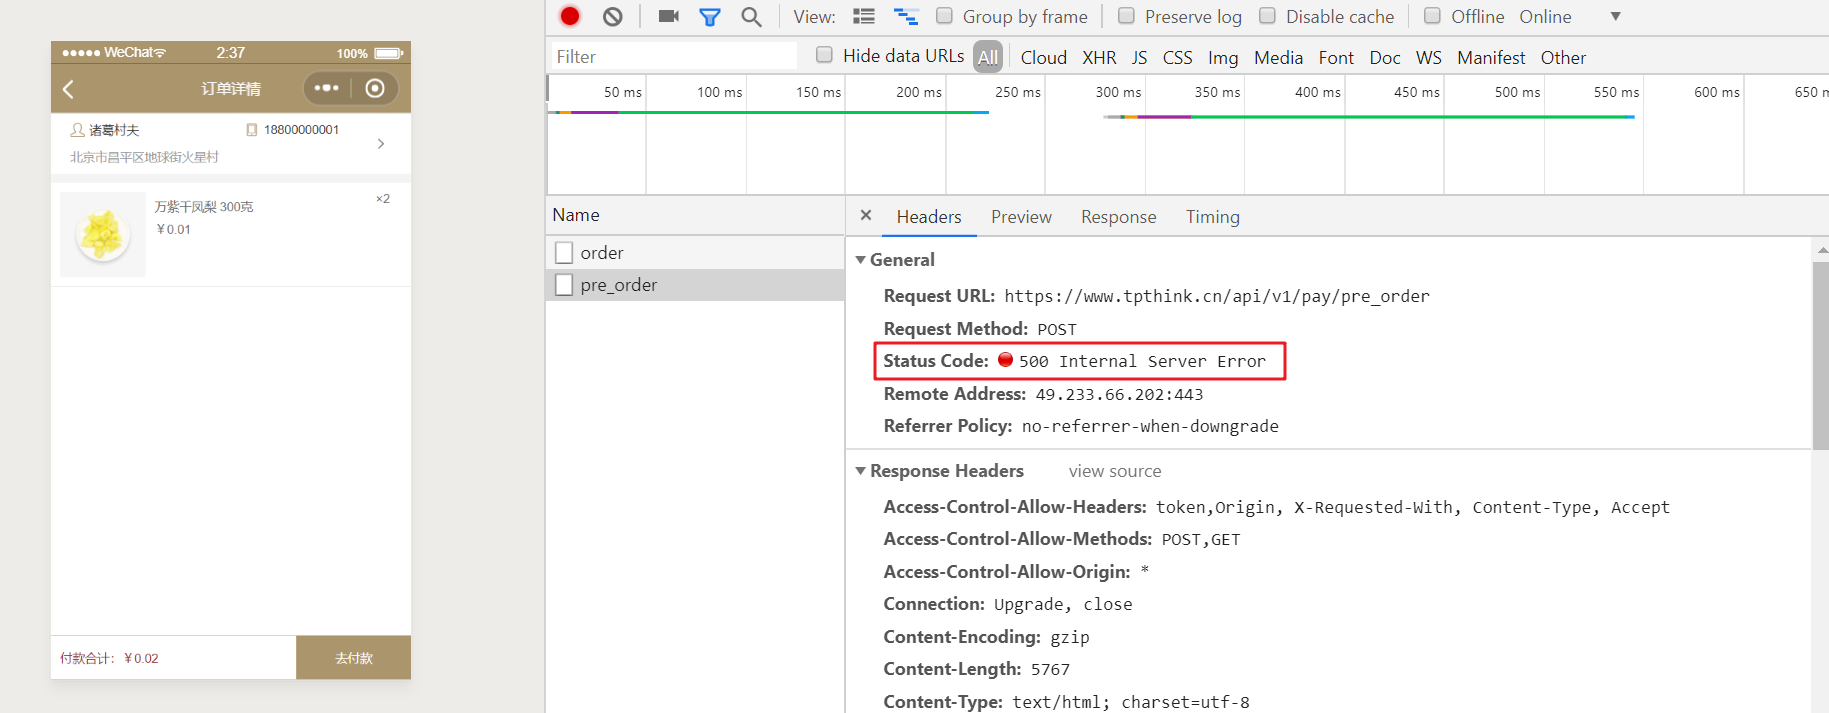 WeChat 2:37 100%
订单详情
诸葛村夫 18800000001
北京市昌平区地球街火星村
万紫千凤梨 300克 ×2
￥0.01
付款合计：￥0.02 去付款
View: Group by frame Preserve log Disable cache Offline Online
Filter Hide data URLs All Cloud XHR JS CSS Img Media Font Doc WS Manifest Other
50 ms 100 ms 150 ms 200 ms 250 ms 300 ms 350 ms 400 ms 450 ms 500 ms 550 ms 600 ms 650 m
Name
order
pre_order
× Headers Preview Response Timing
General
Request URL: https://www.tpthink.cn/api/v1/pay/pre_order
Request Method: POST
Status Code: 500 Internal Server Error
Remote Address: 49.233.66.202:443
Referrer Policy: no-referrer-when-downgrade
Response Headers view source
Access-Control-Allow-Headers: token,Origin, X-Requested-With, Content-Type, Accept
Access-Control-Allow-Methods: POST,GET
Access-Control-Allow-Origin: *
Connection: Upgrade, close
Content-Encoding: gzip
Content-Length: 5767
Content-Type: text/html; charset=utf-8